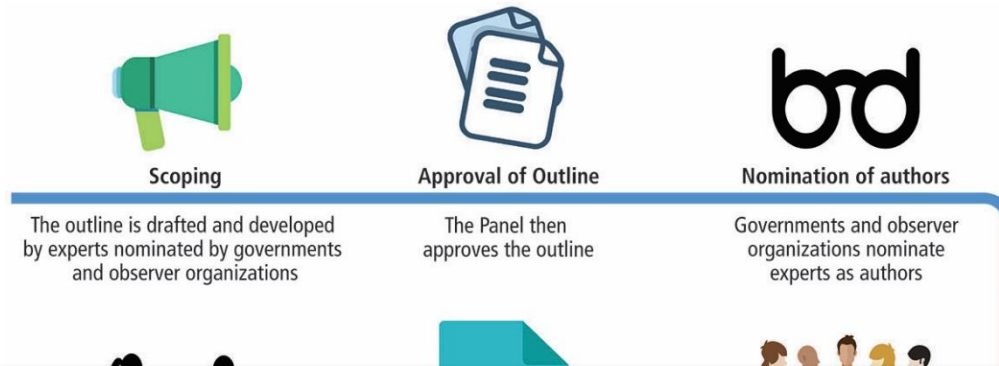 Scoping
Approval of Outline
Nomination of authors
The outline is drafted and developed
by experts nominated by governments
and observer organizations
The Panel then
approves the outline
Governments and observer
organizations nominate
experts as authors